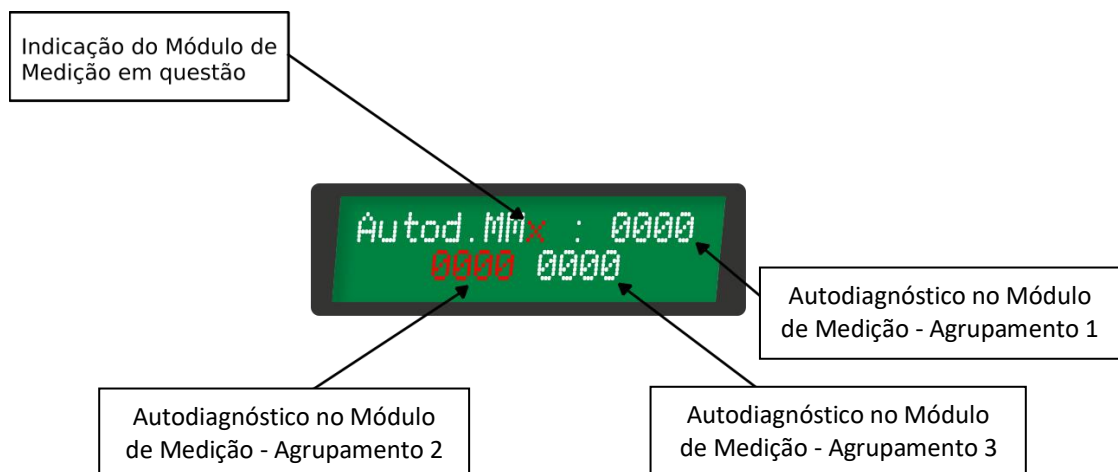 Indicação do Módulo de
Medição em questão
Autod.MMx : 0000
0000 0000
Autodiagnóstico no Módulo
de Medição - Agrupamento 1
Autodiagnóstico no Módulo
de Medição - Agrupamento 2
Autodiagnóstico no Módulo
de Medição - Agrupamento 3